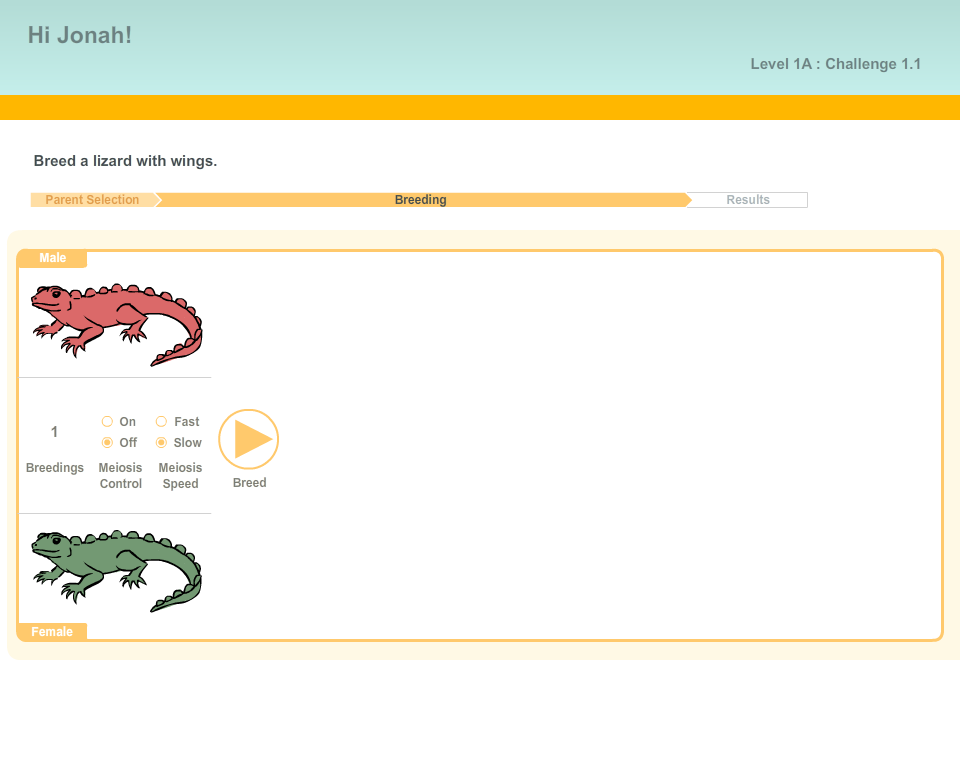 Hi Jonah!
Level 1A : Challenge 1.1
Breed a lizard with wings.
Parent Selection
Breeding
Results
Male
1
Breedings
On
Off
Meiosis
Control
Fast
Slow
Meiosis
Speed
Breed
Female